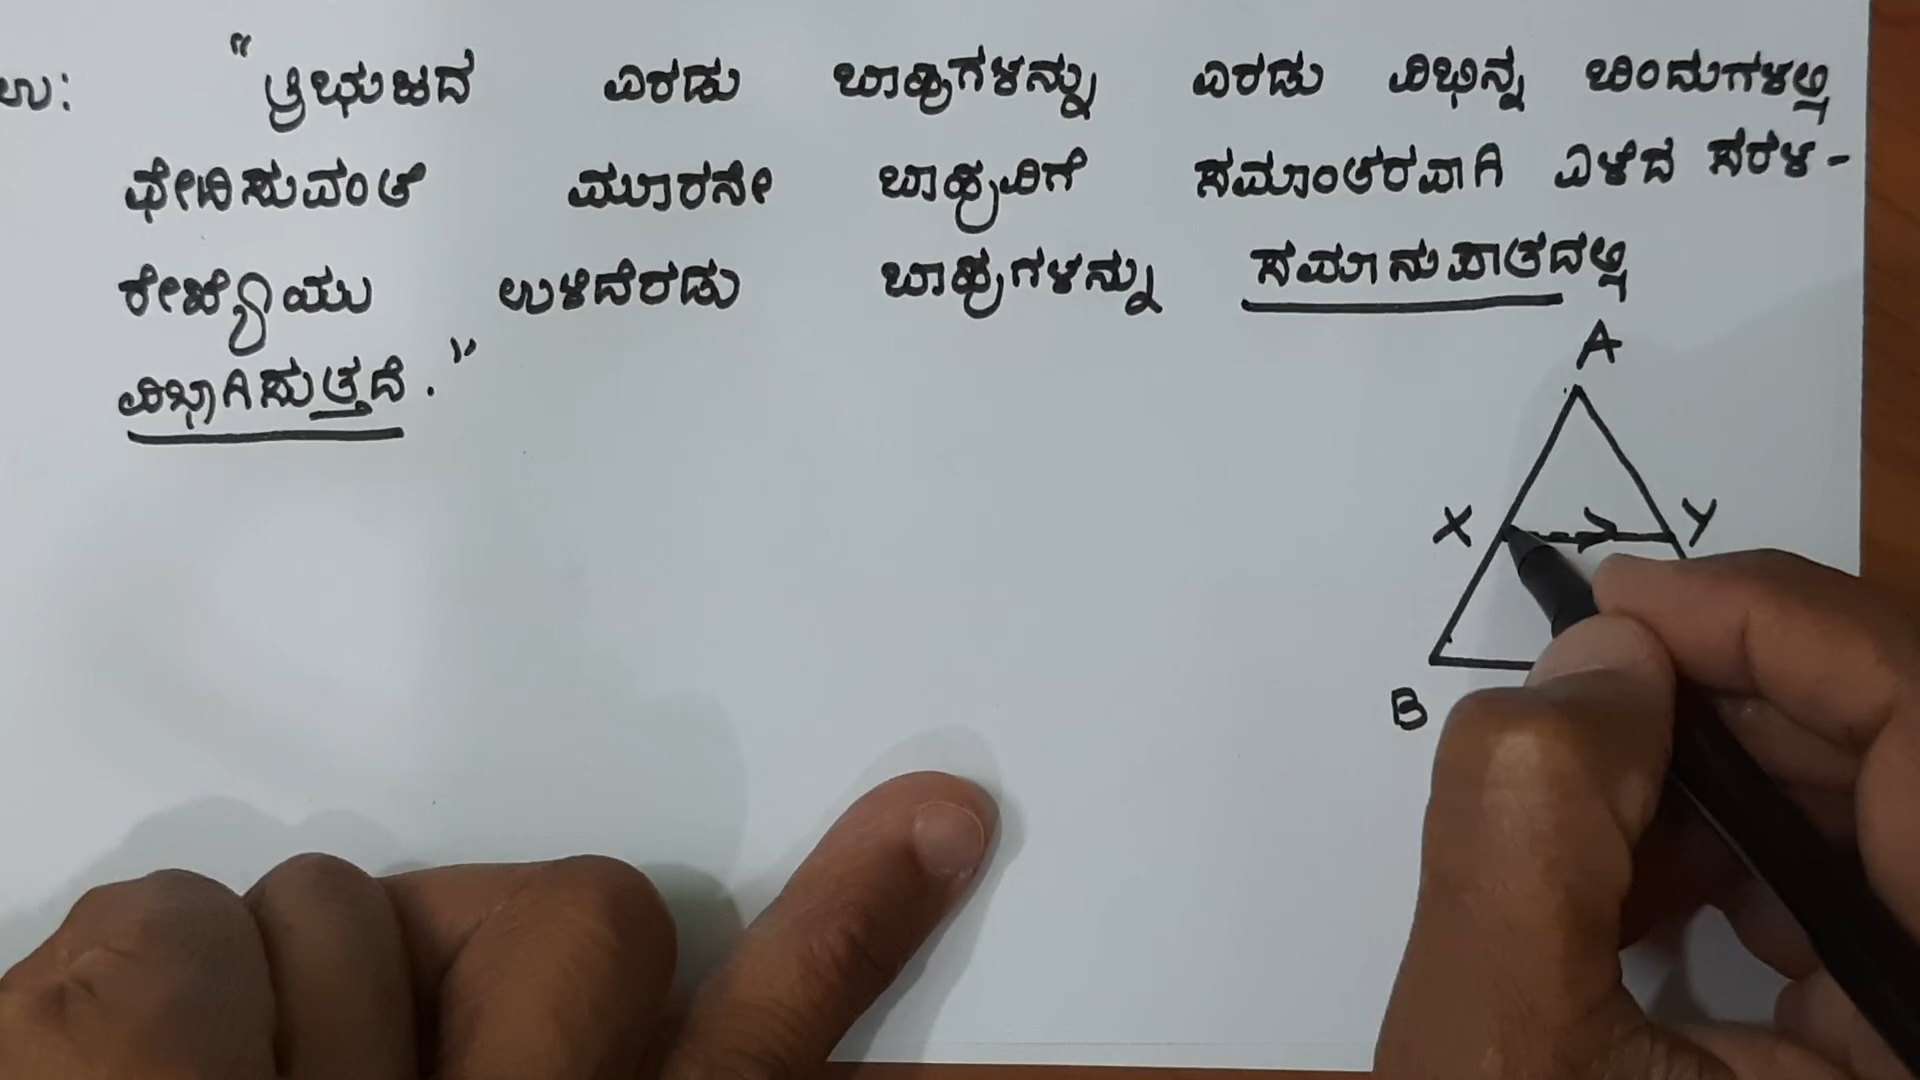 ಉ: "ತ್ರಿಭುಜದ ಎರಡು ಬಾಹುಗಳನ್ನು ಎರಡು ವಿಭಿನ್ನ ಬಿಂದುಗಳಲ್ಲಿ
ಛೇದಿಸುವಂತೆ ಮೂರನೇ ಬಾಹುವಿಗೆ ಸಮಾಂತರವಾಗಿ ಎಳೆದ ಸರಳ-
ರೇಖೆಯು ಉಳಿದೆರಡು ಬಾಹುಗಳನ್ನು ಸಮಾನುಪಾತದಲ್ಲಿ
ವಿಭಾಗಿಸುತ್ತದೆ."
A
X Y
B